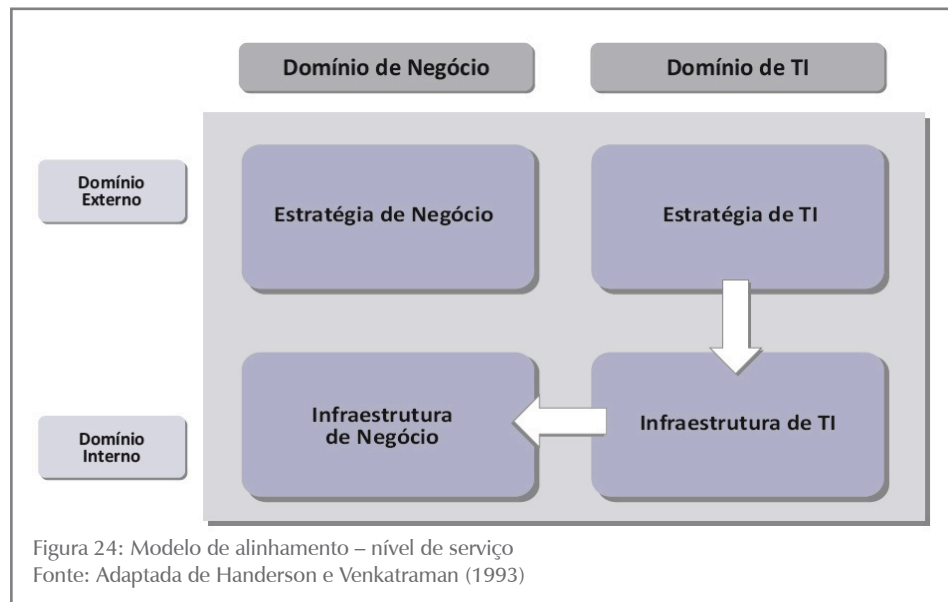 Domínio de Negócio
Domínio de TI
Domínio
Externo
Estratégia de Negócio
Estratégia de TI
Domínio
Interno
Infraestrutura
de Negócio
Infraestrutura de TI
Figura 24: Modelo de alinhamento – nível de serviço
Fonte: Adaptada de Handerson e Venkatraman (1993)